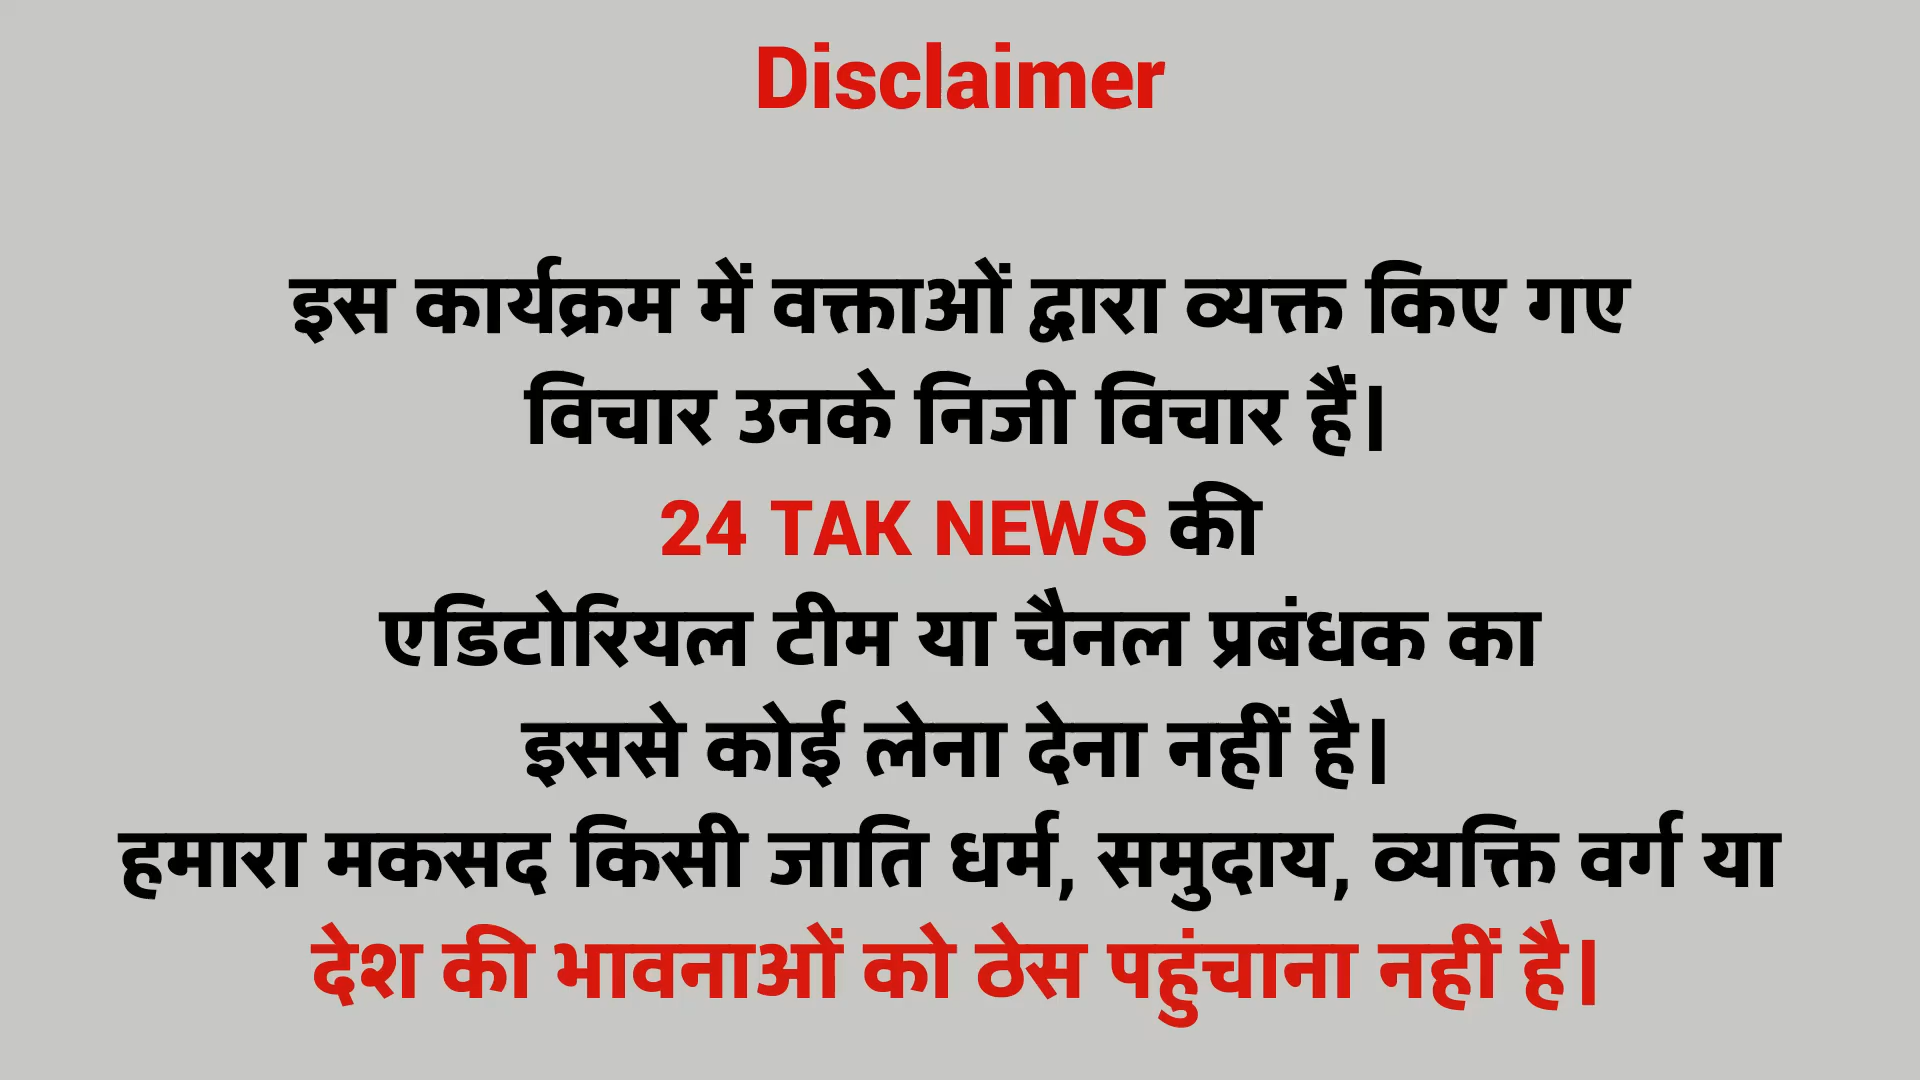 Disclaimer
इस कार्यक्रम में वक्ताओं द्वारा व्यक्त किए गए
विचार उनके निजी विचार हैं।
24 TAK NEWS की
एडिटोरियल टीम या चैनल प्रबंधक का
इससे कोई लेना देना नहीं है।
हमारा मकसद किसी जाति धर्म, समुदाय, व्यक्ति वर्ग या
देश की भावनाओं को ठेस पहुंचाना नहीं है।